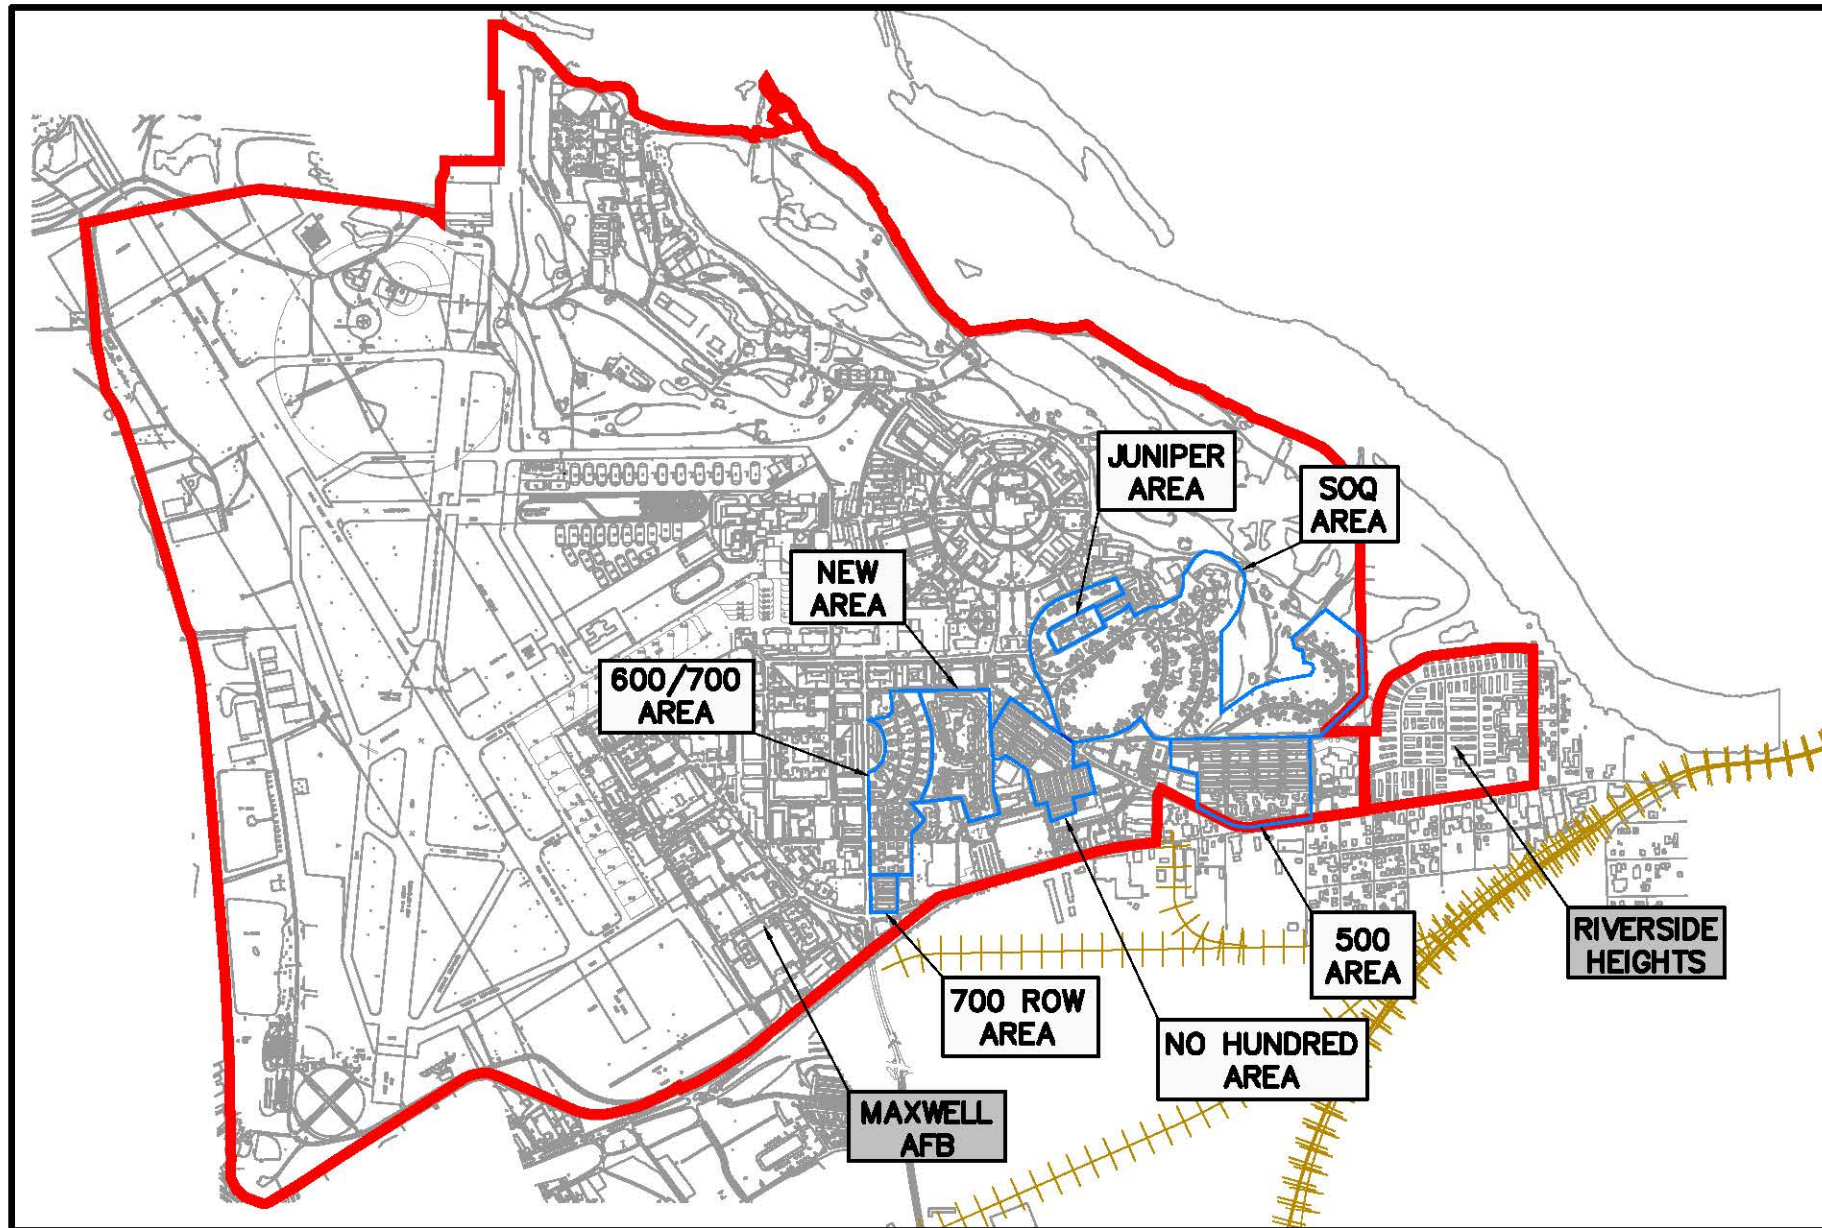 JUNIPER
AREA
SOQ
AREA
NEW
AREA
600/700
AREA
500
AREA
RIVERSIDE
HEIGHTS
700 ROW
AREA
NO HUNDRED
AREA
MAXWELL
AFB